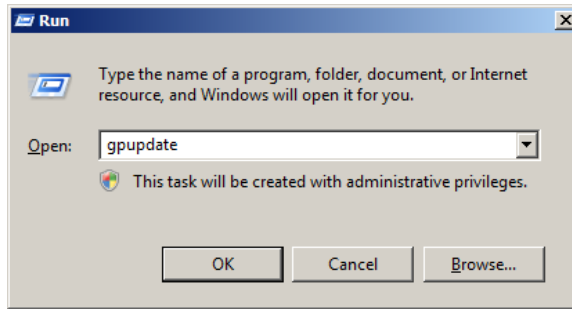 Run
Type the name of a program, folder, document, or Internet
resource, and Windows will open it for you.
Open:
gpupdate
This task will be created with administrative privileges.
OK
Cancel
Browse...